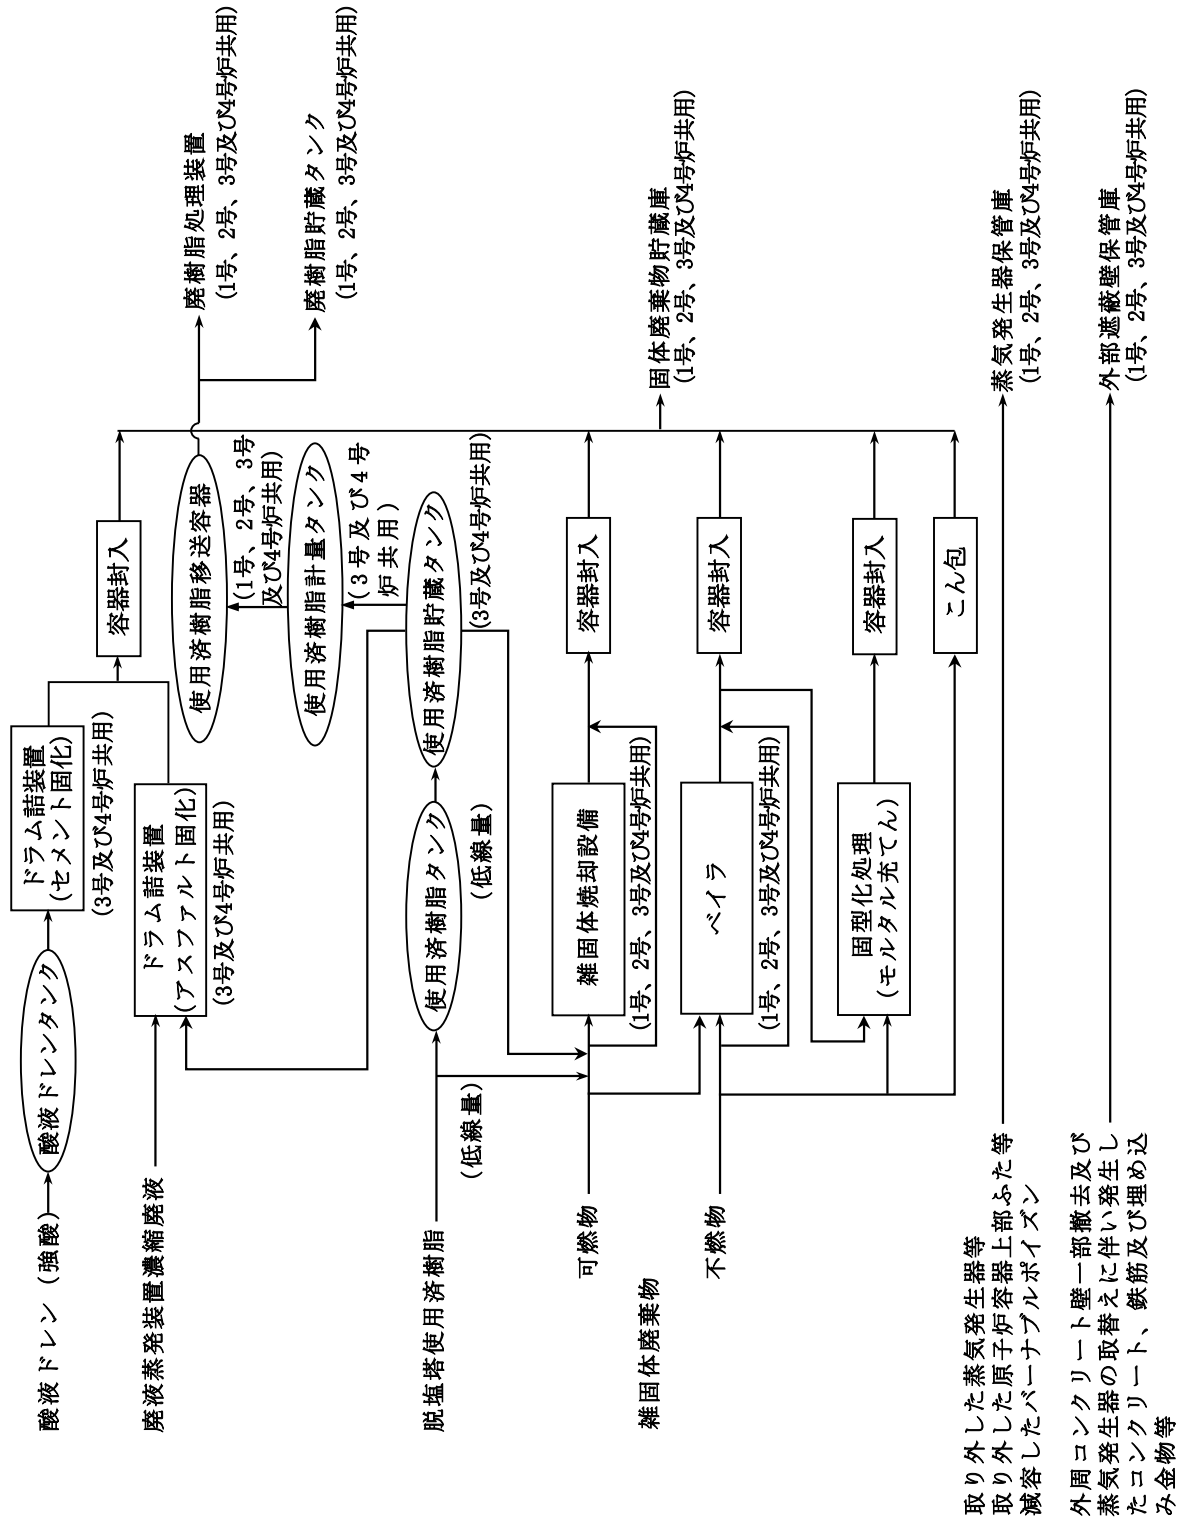 酸液ドレン（強酸）
酸液ドレンタンク
ドラム詰装置
(セメント固化)
(3号及び4号炉共用)
容器封入
廃液蒸発装置濃縮廃液
ドラム詰装置
(アスファルト固化)
(3号及び4号炉共用)
使用済樹脂移送容器
(1号、2号、3号
及び4号炉共用)
廃樹脂処理装置
(1号、2号、3号及び4号炉共用)
使用済樹脂計量タンク
(3号及び4号
炉共用)
廃樹脂貯蔵タンク
(1号、2号、3号及び4号炉共用)
脱塩塔使用済樹脂
使用済樹脂タンク
使用済樹脂貯蔵タンク
(3号及び4号炉共用)
(低線量)
(低線量)
雑固体廃棄物
可燃物
雑固体焼却設備
(1号、2号、3号及び4号炉共用)
容器封入
固体廃棄物貯蔵庫
(1号、2号、3号及び4号炉共用)
不燃物
ベイラ
(1号、2号、3号及び4号炉共用)
容器封入
固型化処理
(モルタル充てん)
容器封入
こん包
取り外した蒸気発生器等
取り外した原子炉容器上部ふた等
減容したバーナブルポイズン
蒸気発生器保管庫
(1号、2号、3号及び4号炉共用)
外周コンクリート壁一部撤去及び
蒸気発生器の取替えに伴い発生し
たコンクリート、鉄筋及び埋め込
み金物等
外部遮蔽壁保管庫
(1号、2号、3号及び4号炉共用)